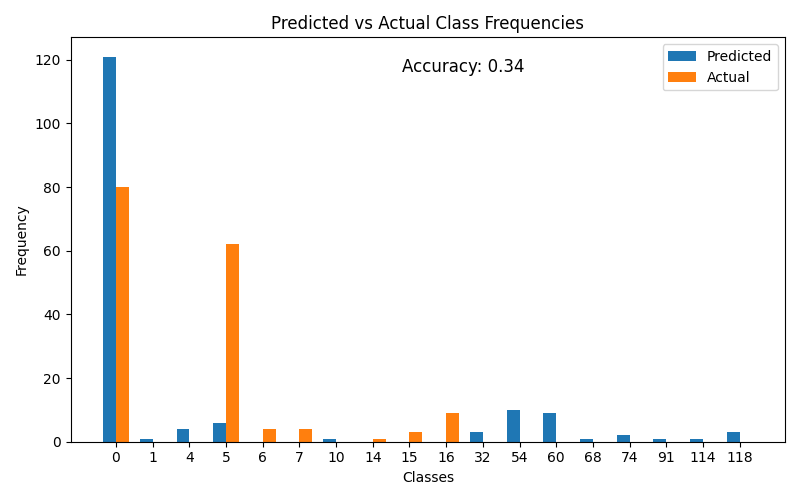 Predicted vs Actual Class Frequencies
Accuracy: 0.34
Predicted
Actual
120
100
80
60
40
20
0
Frequency
0 1 4 5 6 7 10 14 15 16 32 54 60 68 74 91 114 118
Classes